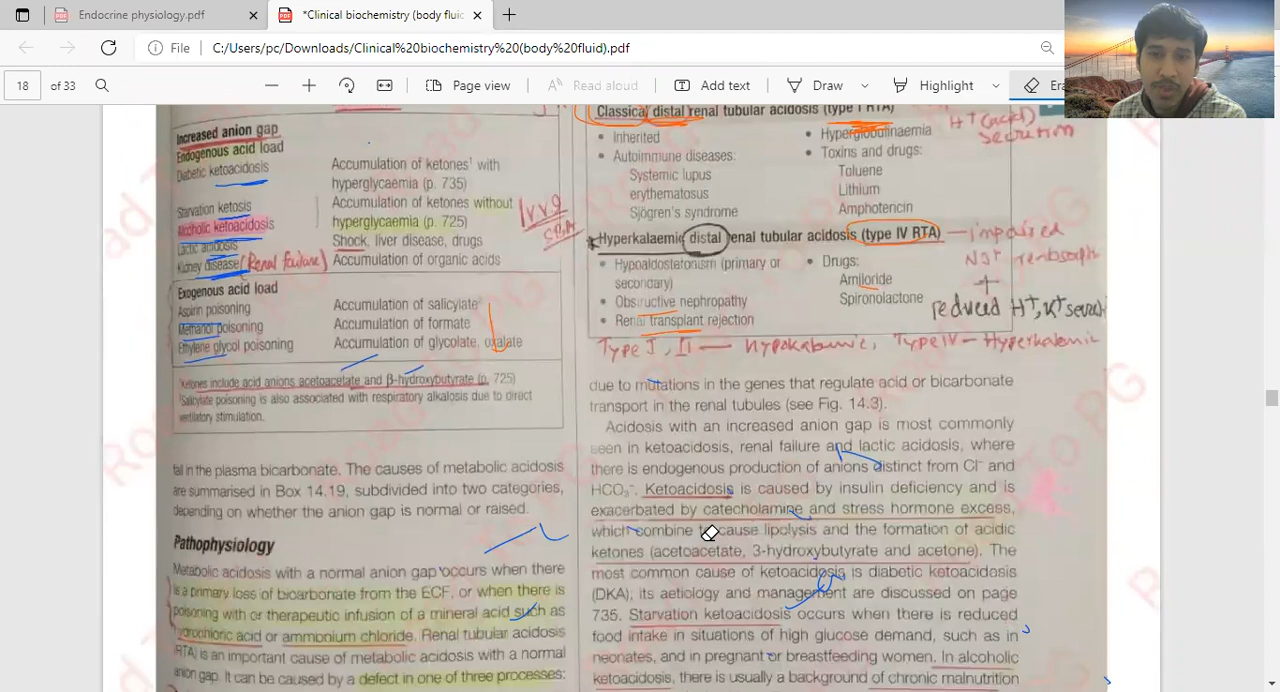 Endocrine physiology.pdf
*Clinical biochemistry (body fluid
File
C:/Users/pc/Downloads/Clinical%20biochemistry%20(body%20fluid).pdf
18 of 33
Page view
Read aloud
Add text
Draw
Highlight
Increased anion gap
Endogenous acid load
Diabetic ketoacidosis
Accumulation of ketones¹ with
hyperglycaemia (p. 735)
Starvation ketosis
Accumulation of ketones without
Alcoholic ketoacidosis
hyperglycaemia (p. 725)
Lactic acidosis
Shock, liver disease, drugs
Kidney disease (Renal failure)
Accumulation of organic acids
Exogenous acid load
Aspirin poisoning
Accumulation of salicylate²
Methanol poisoning
Accumulation of formate
Ethylene glycol poisoning
Accumulation of glycolate, oxalate
¹Ketones include acid anions acetoacetate and β-hydroxybutyrate (p. 725)
²Salicylate poisoning is also associated with respiratory alkalosis due to direct
ventilatory stimulation.
IVVQ
SBA
fall in the plasma bicarbonate. The causes of metabolic acidosis
are summarised in Box 14.19, subdivided into two categories,
depending on whether the anion gap is normal or raised.
Pathophysiology
Metabolic acidosis with a normal anion gap occurs when there
is a primary loss of bicarbonate from the ECF, or when there is
poisoning with or therapeutic infusion of a mineral acid such as
hydrochloric acid or ammonium chloride. Renal tubular acidosis
(RTA) is an important cause of metabolic acidosis with a normal
anion gap. It can be caused by a defect in one of three processes:
Classical distal renal tubular acidosis (type I RTA)
H⁺ (acid)
secretion
• Inherited
• Autoimmune diseases:
Systemic lupus
erythematosus
Sjögren's syndrome
• Hyperglobulinaemia
• Toxins and drugs:
Toluene
Lithium
Amphotencin
Hyperkalaemic distal renal tubular acidosis (type IV RTA) — impaired
Na⁺ reabsorp
+
reduced H⁺, K⁺ secre
• Hypoaldosteronism (primary or
secondary)
• Obstructive nephropathy
• Renal transplant rejection
• Drugs:
Amiloride
Spironolactone
Type I, II — Hypokalemic, Type IV — Hyperkalemic
due to mutations in the genes that regulate acid or bicarbonate
transport in the renal tubules (see Fig. 14.3).
Acidosis with an increased anion gap is most commonly
seen in ketoacidosis, renal failure and lactic acidosis, where
there is endogenous production of anions distinct from Cl⁻ and
HCO₃⁻. Ketoacidosis is caused by insulin deficiency and is
exacerbated by catecholamine and stress hormone excess,
which combine to cause lipolysis and the formation of acidic
ketones (acetoacetate, 3-hydroxybutyrate and acetone). The
most common cause of ketoacidosis is diabetic ketoacidosis
(DKA); its aetiology and management are discussed on page
735. Starvation ketoacidosis occurs when there is reduced
food intake in situations of high glucose demand, such as in
neonates, and in pregnant or breastfeeding women. In alcoholic
ketoacidosis, there is usually a background of chronic malnutrition